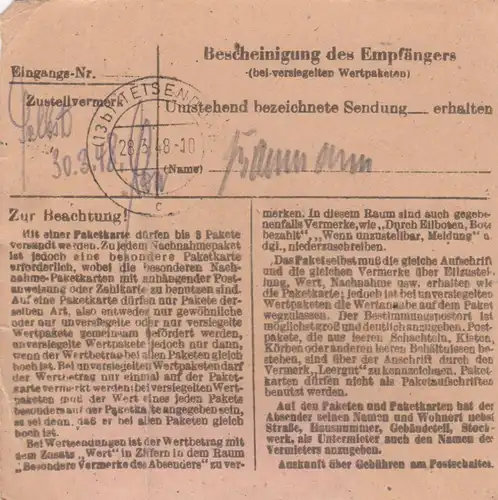 Bescheinigung des Empfängers
(bei versiegelten Wertpaketen)
Eingangs-Nr.
Zustellvermerk
Umstehend bezeichnete Sendung erhalten
(13b) TETSEN
28.3.48-10
c
Selbst
30.3.48
(Name)
Zur Beachtung!
Mit einer Paketkarte dürfen bis 3 Pakete
versandt werden. Zu jedem Nachnahmepaket
ist jedoch eine besondere Paketkarte
erforderlich, wobei die besonderen Nach-
nahme-Paketkarten mit anhängender Post-
anweisung oder Zahlkarte zu benutzen sind.
Auf eine Paketkarte dürfen nur Pakete der-
selben Art, also entweder nur gewöhnliche
oder nur unversiegelte oder nur versiegelte
Wertpakete gemeinsam befördert werden,
unversiegelte Wertpakete jedoch nur dann,
wenn der Wertbetrag bei allen Paketen gleich
hoch ist. Bei unversiegelten Wertpaketen darf
der Wertbetrag nur einmal auf der Paket-
karte vermerkt werden bei versiegelten Wert-
paketen muß der Wert eines jeden Pakets
besonders auf der Paketkarte angegeben sein,
es sei denn, daß er bei allen Paketen gleich
hoch ist.
Bei Wertsendungen ist der Wertbetrag mit
dem Zusatz „Wert" in Ziffern in dem Raum
„Besondere Vermerke des Absenders" zu ver-
merken. In diesem Raum sind auch gegebe-
nenfalls Vermerke, wie „Durch Eilboten, Bote
bezahlt", „Wenn unzustellbar, Meldung" u.
dgl., niederzuschreiben.
Das Paket selbst muß die gleiche Aufschrift
und die gleichen Vermerke über Eilzustel-
lung, Wert, Nachnahme usw. erhalten wie
die Paketkarte; jedoch ist bei unversiegelten
Wertpaketen die Wertangabe auf dem Paket
wegzulassen. Der Bestimmungspostort ist
möglichst groß und deutlich anzugeben. Post-
pakete, die aus leeren Schachteln, Kisten,
Körben oder anderen leeren Behältnissen be-
stehen, sind über der Anschrift durch den
Vermerk „Leergut" zu kennzeichnen. Paket-
karten dürfen nicht als Paketaufschriften
benutzt werden.
Auf den Paketen und Paketkarten hat der
Absender seinen Namen und Wohnort nebst
Straße, Hausnummer, Gebäudeteil, Stock-
werk, als Untermieter auch den Namen des
Vermieters anzugeben.
Auskunft über Gebühren am Postschalter.